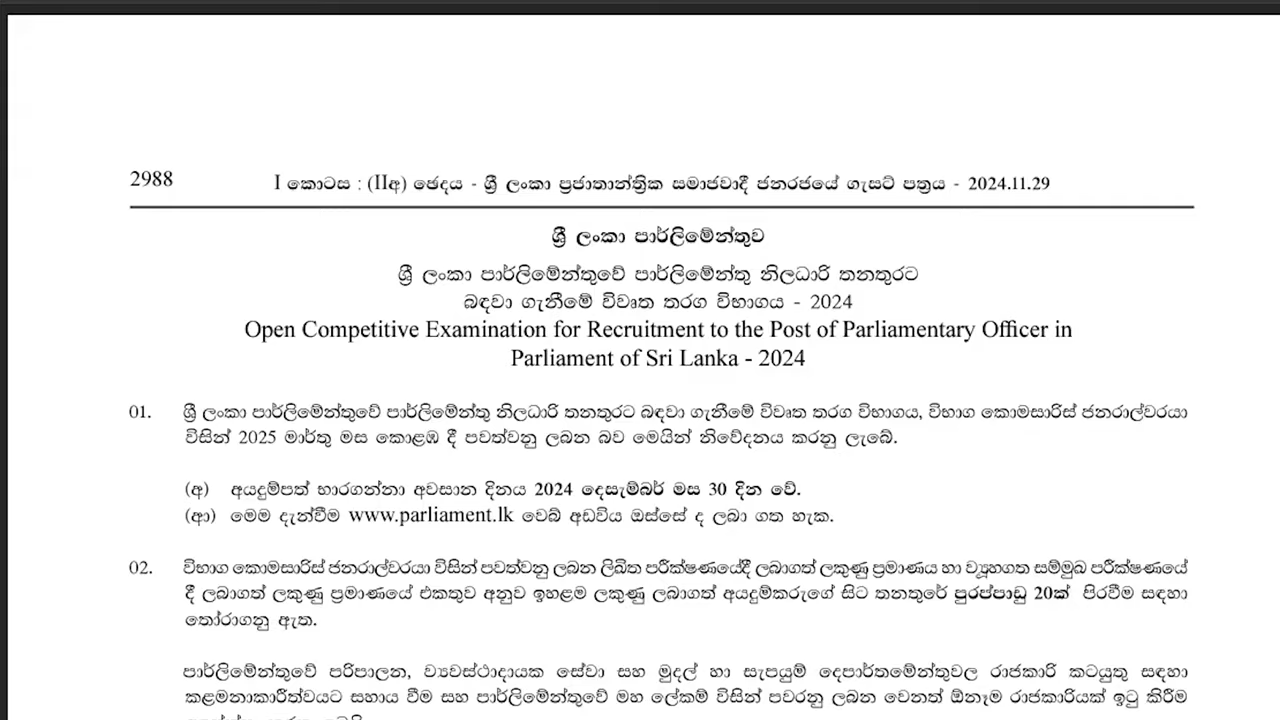 2988 I කොටස : (IIඅ) ඡෙදය - ශ්‍රී ලංකා ප්‍රජාතාන්ත්‍රික සමාජවාදී ජනරජයේ ගැසට් පත්‍රය - 2024.11.29
ශ්‍රී ලංකා පාර්ලිමේන්තුව
ශ්‍රී ලංකා පාර්ලිමේන්තුවේ පාර්ලිමේන්තු නිලධාරි තනතුරට
බඳවා ගැනීමේ විවෘත තරග විභාගය - 2024
Open Competitive Examination for Recruitment to the Post of Parliamentary Officer in
Parliament of Sri Lanka - 2024
01. ශ්‍රී ලංකා පාර්ලිමේන්තුවේ පාර්ලිමේන්තු නිලධාරි තනතුරට බඳවා ගැනීමේ විවෘත තරග විභාගය, විභාග කොමසාරිස් ජනරාල්වරයා
විසින් 2025 මාර්තු මස කොළඹ දී පවත්වනු ලබන බව මෙයින් නිවේදනය කරනු ලැබේ.
(අ) අයදුම්පත් භාරගන්නා අවසාන දිනය 2024 දෙසැම්බර් මස 30 දින වේ.
(ආ) මෙම දැන්වීම www.parliament.lk වෙබ් අඩවිය ඔස්සේ ද ලබා ගත හැක.
02. විභාග කොමසාරිස් ජනරාල්වරයා විසින් පවත්වනු ලබන ලිඛිත පරීක්ෂණයේදී ලබාගත් ලකුණු ප්‍රමාණය හා ව්‍යූහගත සම්මුඛ පරීක්ෂණයේ
දී ලබාගත් ලකුණු ප්‍රමාණයේ එකතුව අනුව ඉහළම ලකුණු ලබාගත් අයදුම්කරුගේ සිට තනතුරේ පුරප්පාඩු 20ක් පිරවීම සඳහා
තෝරාගනු ඇත.
පාර්ලිමේන්තුවේ පරිපාලන, ව්‍යවස්ථාදායක සේවා සහ මුදල් හා සැපයුම් දෙපාර්තමේන්තුවල රාජකාරි කටයුතු සඳහා
කළමනාකාරීත්වයට සහාය වීම සහ පාර්ලිමේන්තුවේ මහ ලේකම් විසින් පවරනු ලබන වෙනත් ඕනෑම රාජකාරියක් ඉටු කිරීම